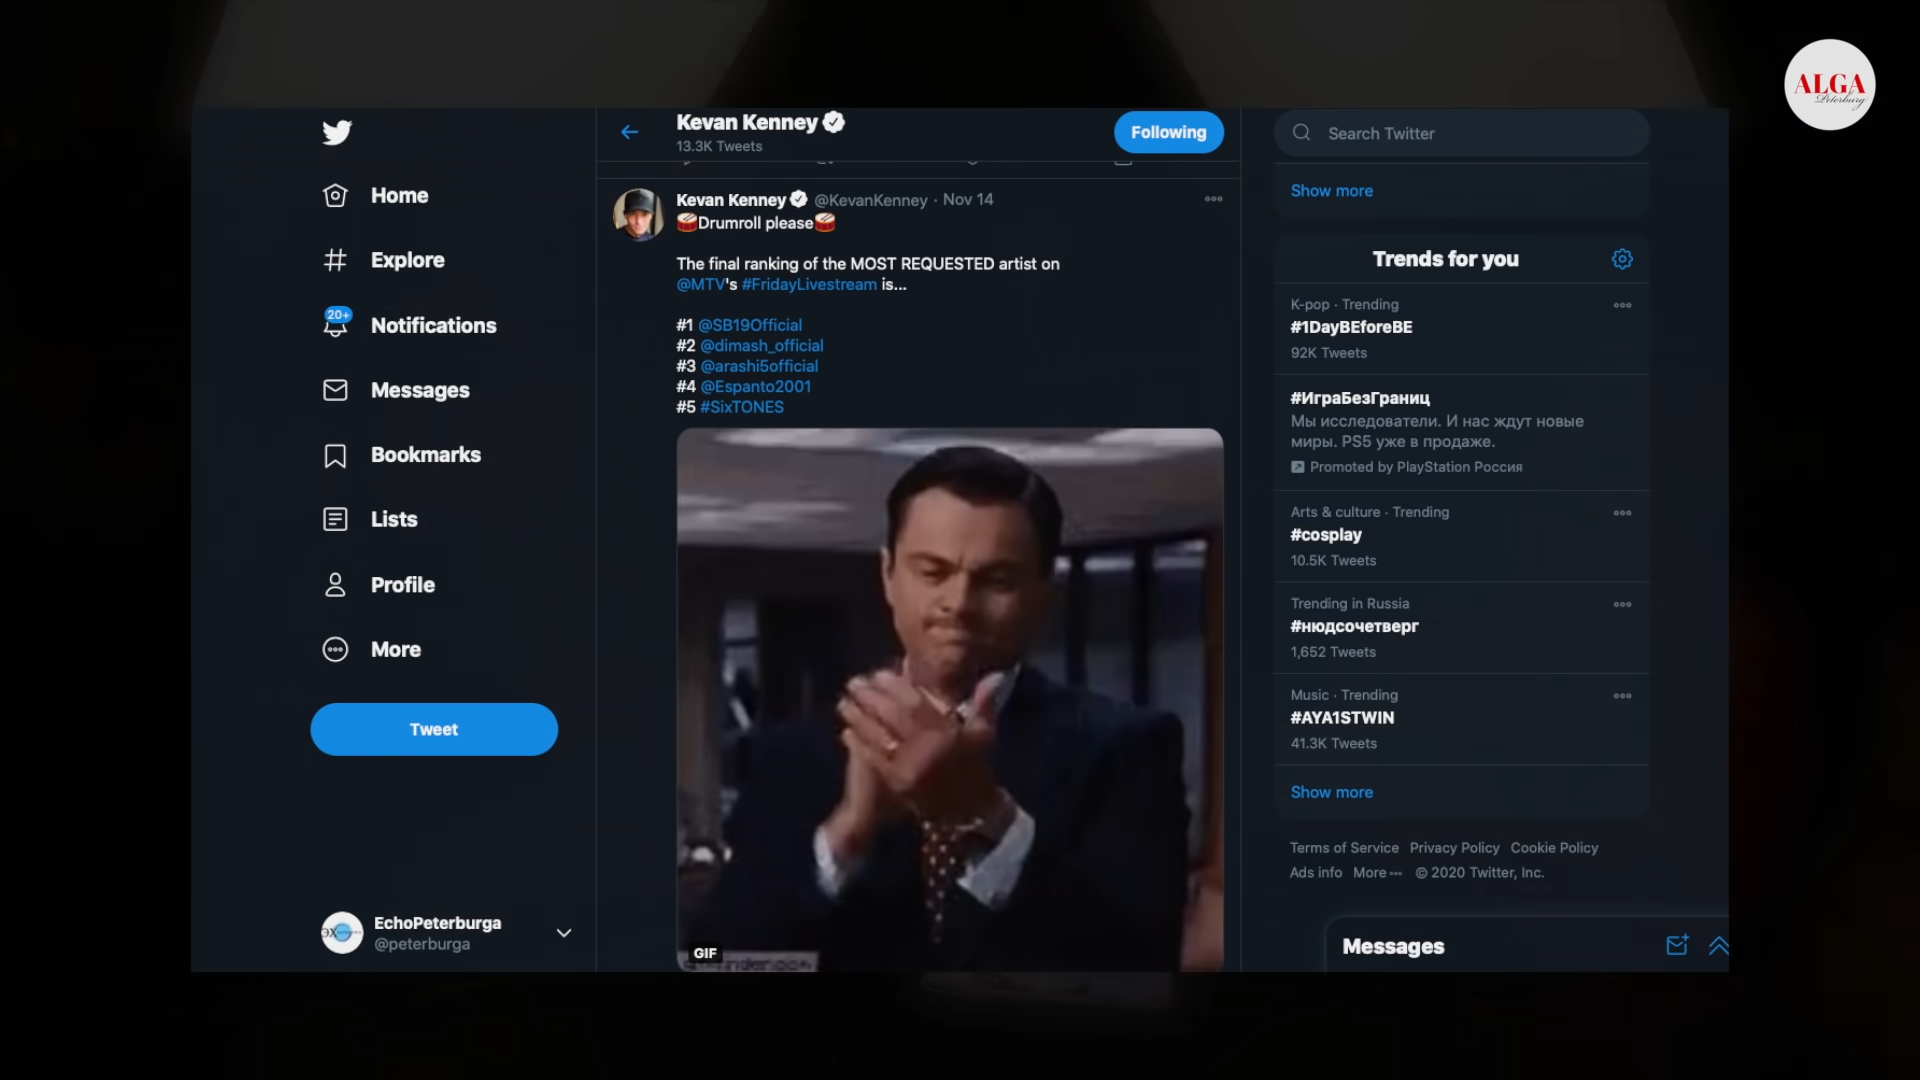 ALGA
Peterburg
Kevan Kenney
13.3K Tweets
Following
Search Twitter
Home
Explore
20+
Notifications
Messages
Bookmarks
Lists
Profile
More
Tweet
EchoPeterburga
@peterburga
Kevan Kenney @KevanKenney · Nov 14
🥁Drumroll please🥁
The final ranking of the MOST REQUESTED artist on
@MTV's #FridayLivestream is...
#1 @SB19Official
#2 @dimash_official
#3 @arashi5official
#4 @Espanto2001
#5 #SixTONES
GIF
Show more
Trends for you
K-pop · Trending
#1DayBEforeBE
92K Tweets
#ИграБезГраниц
Мы исследователи. И нас ждут новые
миры. PS5 уже в продаже.
Promoted by PlayStation Россия
Arts & culture · Trending
#cosplay
10.5K Tweets
Trending in Russia
#нюдсочетверг
1,652 Tweets
Music · Trending
#AYA1STWIN
41.3K Tweets
Show more
Terms of Service Privacy Policy Cookie Policy
Ads info More ··· © 2020 Twitter, Inc.
Messages